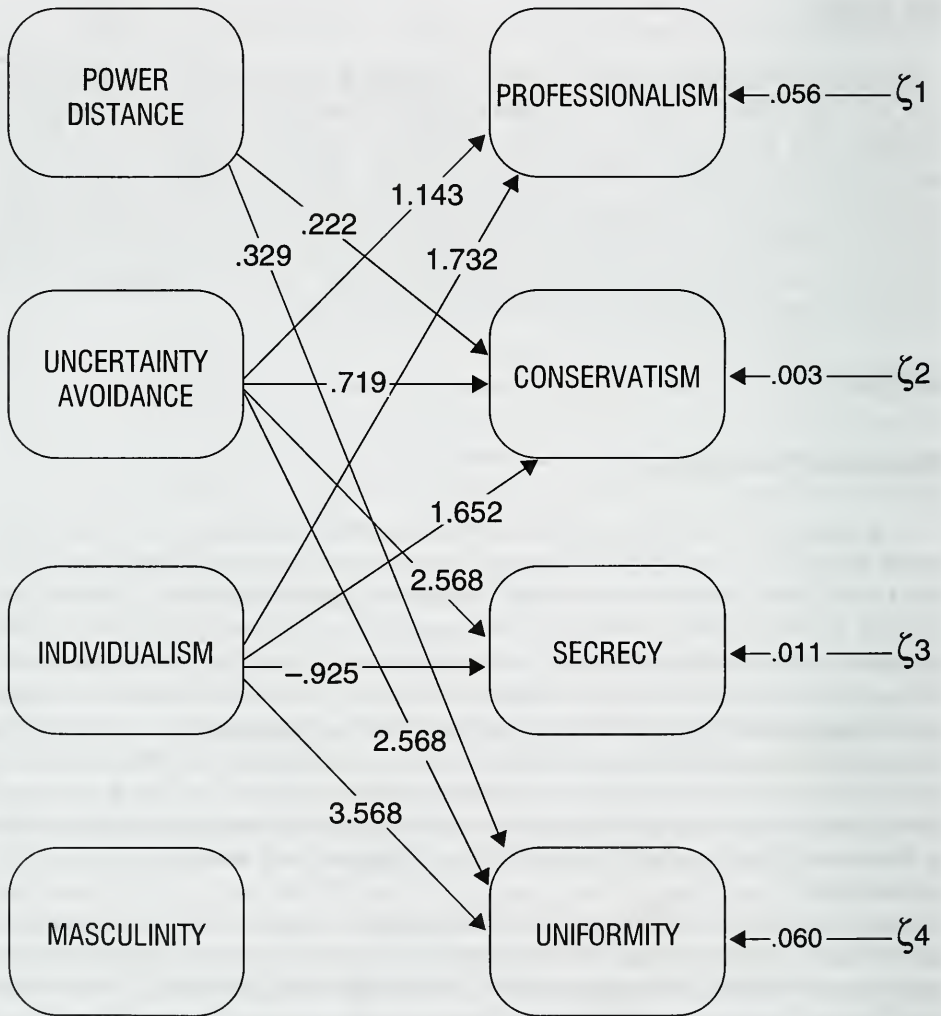 POWER
DISTANCE
PROFESSIONALISM
.056
ζ1
1.143
.222
.329
1.732
UNCERTAINTY
AVOIDANCE
.719
CONSERVATISM
.003
ζ2
1.652
2.568
INDIVIDUALISM
–.925
SECRECY
.011
ζ3
2.568
3.568
MASCULINITY
UNIFORMITY
.060
ζ4